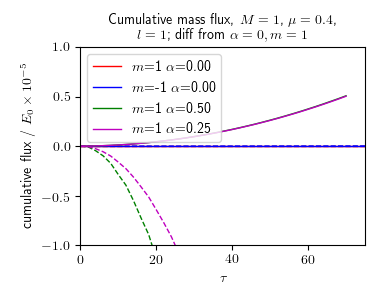 Cumulative mass flux, M = 1, μ = 0.4,
l = 1; diff from α = 0, m = 1
1.0
0.5
0.0
−0.5
−1.0
cumulative flux / E₀ × 10⁻⁵
m=1 α=0.00
m=-1 α=0.00
m=1 α=0.50
m=1 α=0.25
0 20 40 60
τ